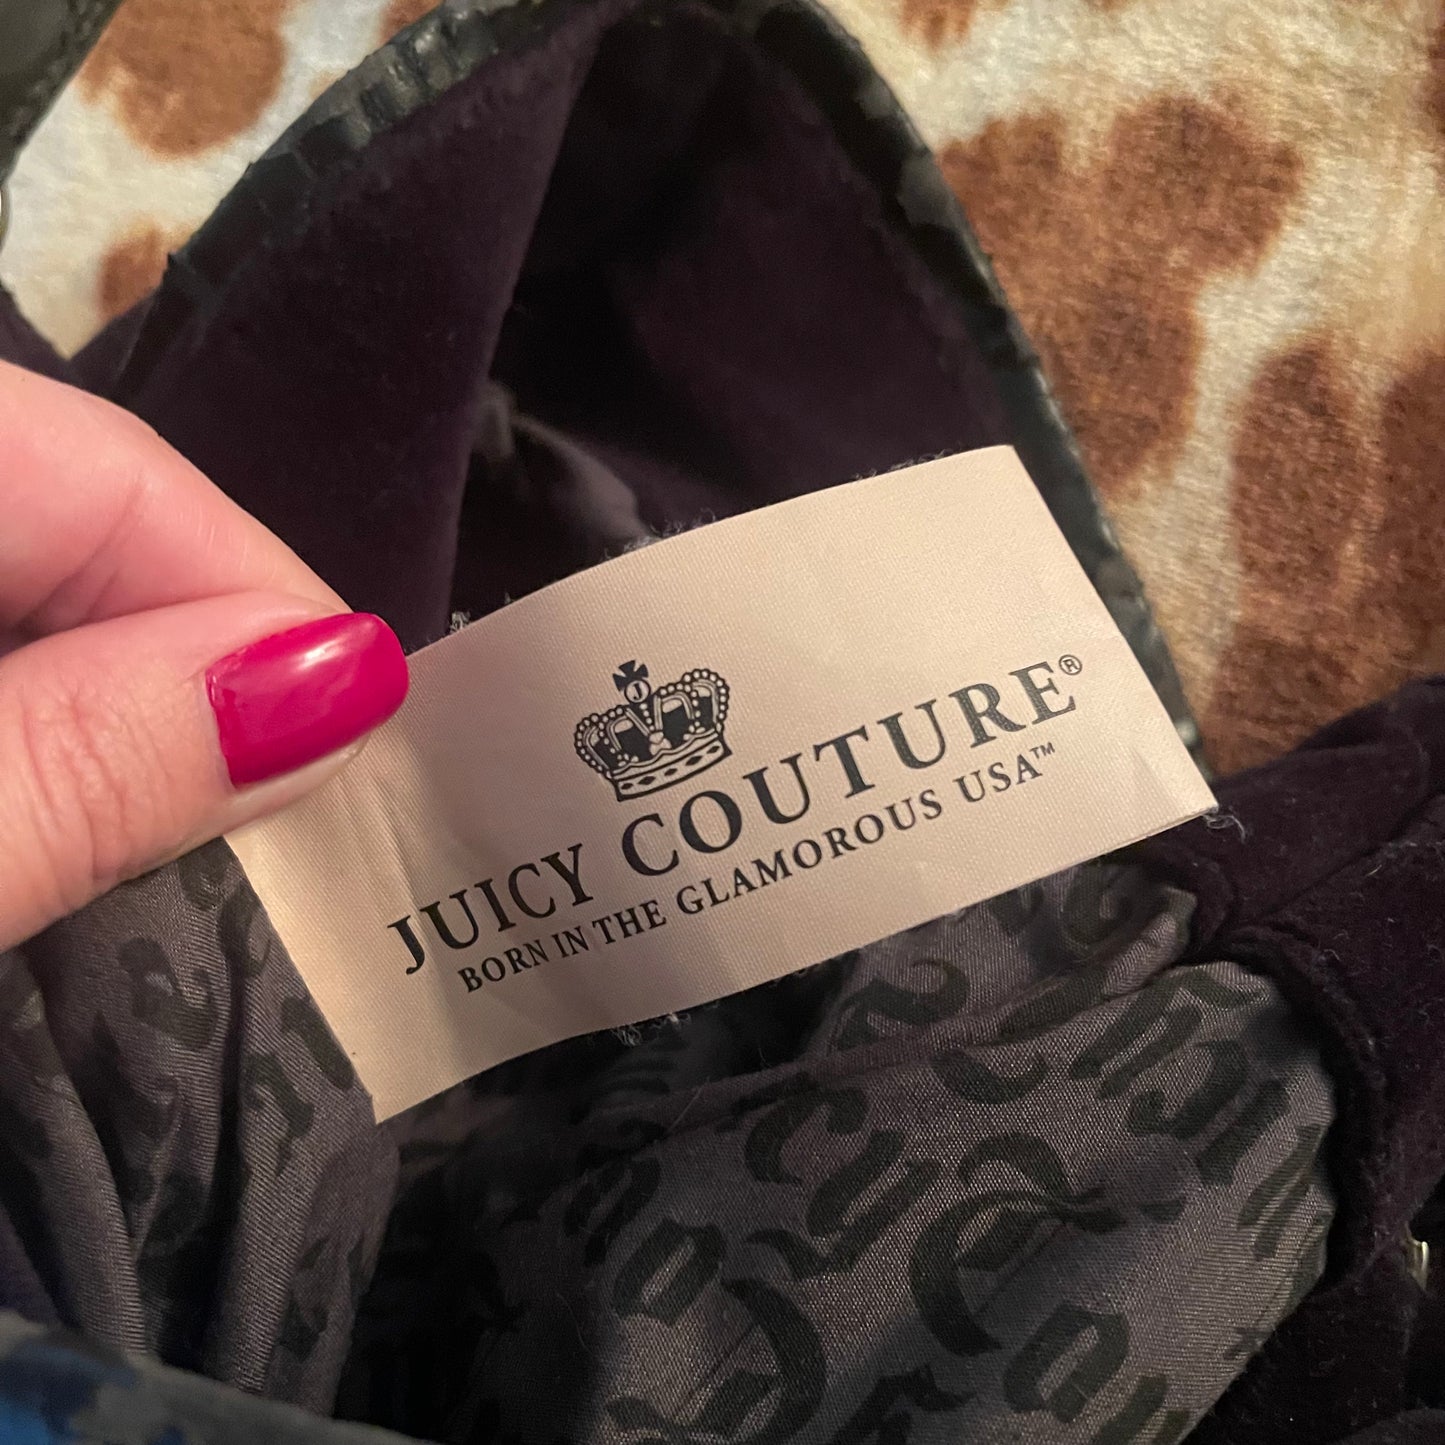 J
JUICY COUTURE®
BORN IN THE GLAMOROUS USA™